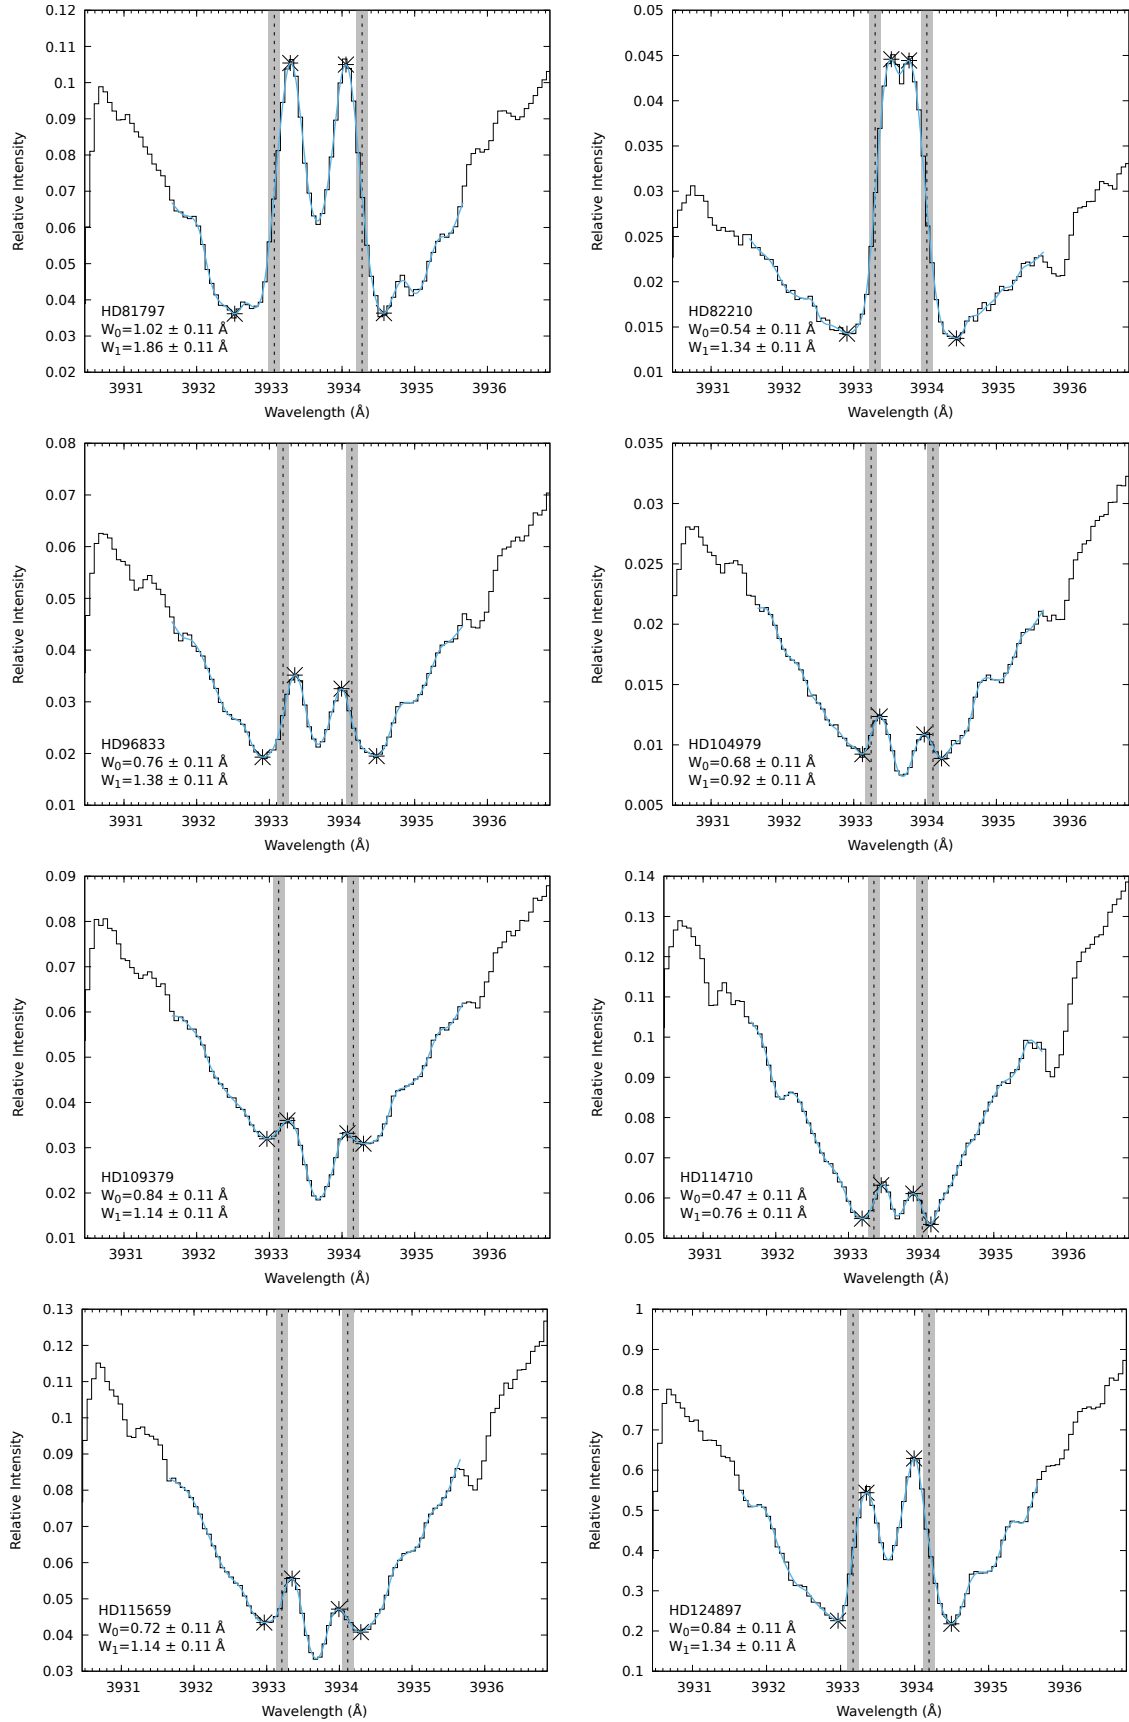 0.12
0.11
0.1
0.09
0.08
0.07
0.06
0.05
0.04
0.03
0.02
Relative Intensity
HD81797
W0=1.02 ± 0.11 Å
W1=1.86 ± 0.11 Å
3931 3932 3933 3934 3935 3936
Wavelength (Å)
0.05
0.045
0.04
0.035
0.03
0.025
0.02
0.015
0.01
Relative Intensity
HD82210
W0=0.54 ± 0.11 Å
W1=1.34 ± 0.11 Å
3931 3932 3933 3934 3935 3936
Wavelength (Å)
0.08
0.07
0.06
0.05
0.04
0.03
0.02
0.01
Relative Intensity
HD96833
W0=0.76 ± 0.11 Å
W1=1.38 ± 0.11 Å
3931 3932 3933 3934 3935 3936
Wavelength (Å)
0.035
0.03
0.025
0.02
0.015
0.01
0.005
Relative Intensity
HD104979
W0=0.68 ± 0.11 Å
W1=0.92 ± 0.11 Å
3931 3932 3933 3934 3935 3936
Wavelength (Å)
0.09
0.08
0.07
0.06
0.05
0.04
0.03
0.02
0.01
Relative Intensity
HD109379
W0=0.84 ± 0.11 Å
W1=1.14 ± 0.11 Å
3931 3932 3933 3934 3935 3936
Wavelength (Å)
0.14
0.13
0.12
0.11
0.1
0.09
0.08
0.07
0.06
0.05
Relative Intensity
HD114710
W0=0.47 ± 0.11 Å
W1=0.76 ± 0.11 Å
3931 3932 3933 3934 3935 3936
Wavelength (Å)
0.13
0.12
0.11
0.1
0.09
0.08
0.07
0.06
0.05
0.04
0.03
Relative Intensity
HD115659
W0=0.72 ± 0.11 Å
W1=1.14 ± 0.11 Å
3931 3932 3933 3934 3935 3936
Wavelength (Å)
1
0.9
0.8
0.7
0.6
0.5
0.4
0.3
0.2
0.1
Relative Intensity
HD124897
W0=0.84 ± 0.11 Å
W1=1.34 ± 0.11 Å
3931 3932 3933 3934 3935 3936
Wavelength (Å)